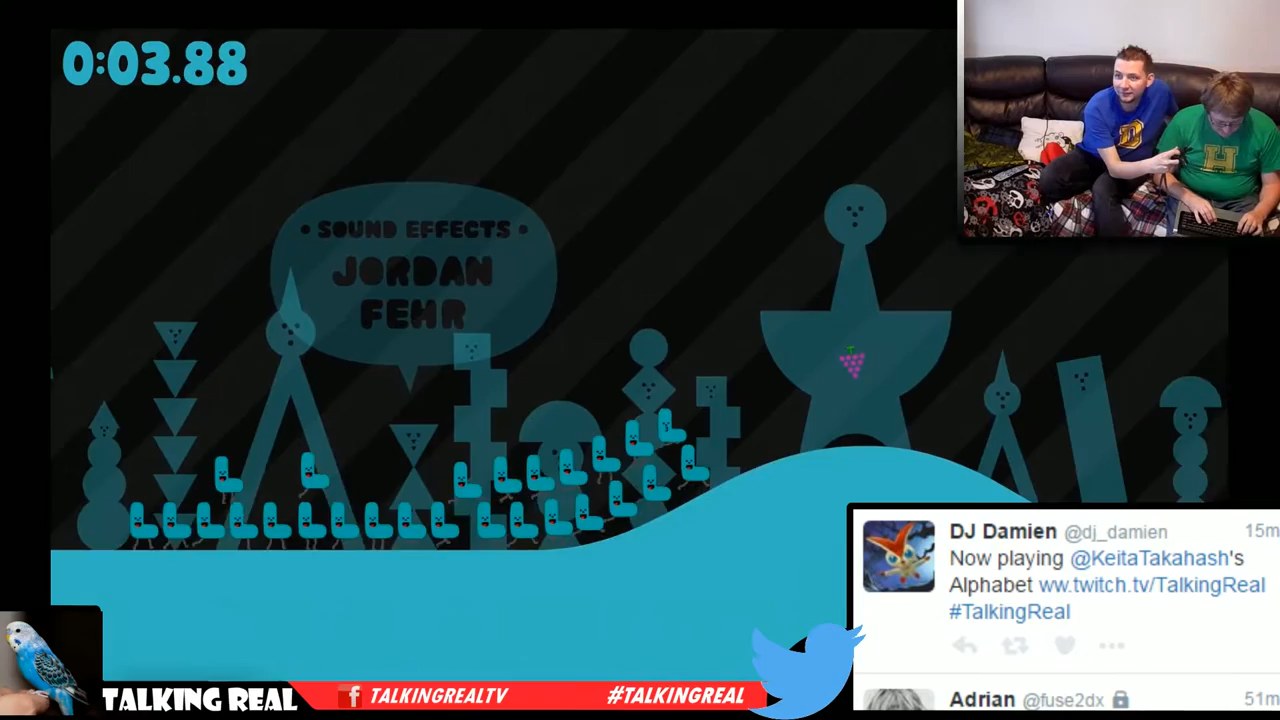 0:03.88
• SOUND EFFECTS •
JORDAN
FEHR
D
H
DJ Damien @dj_damien 15m
Now playing @KeitaTakahash's
Alphabet ww.twitch.tv/TalkingReal
#TalkingReal
Adrian @fuse2dx 51m
TALKING REAL
f TALKINGREALTV
#TALKINGREAL